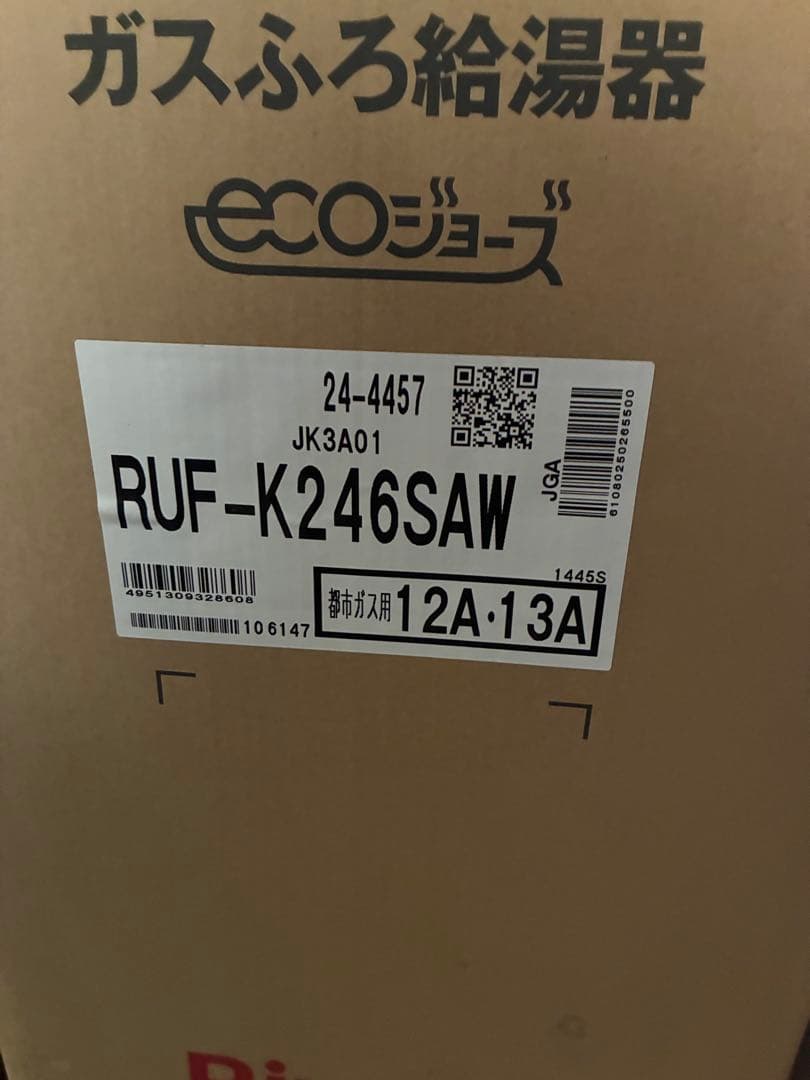 ガスふろ給湯器
ecoジョーズ
24-4457
JK3A01
RUF-K246SAW
JGA
61080250265500
4951309328608
1445S
106147
都市ガス用 12A・13A